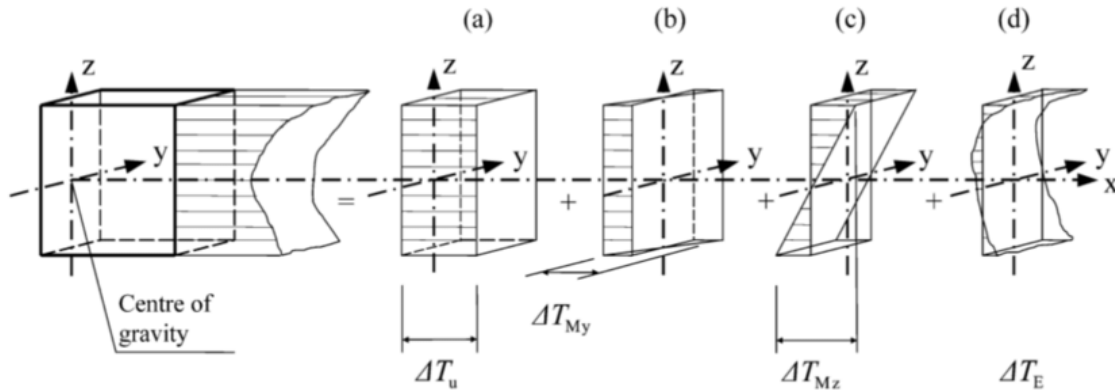 (a) (b) (c) (d)
z z z z z
y y y y y
x
= + + +
Centre of
gravity
ΔT_My
ΔT_u ΔT_Mz ΔT_E